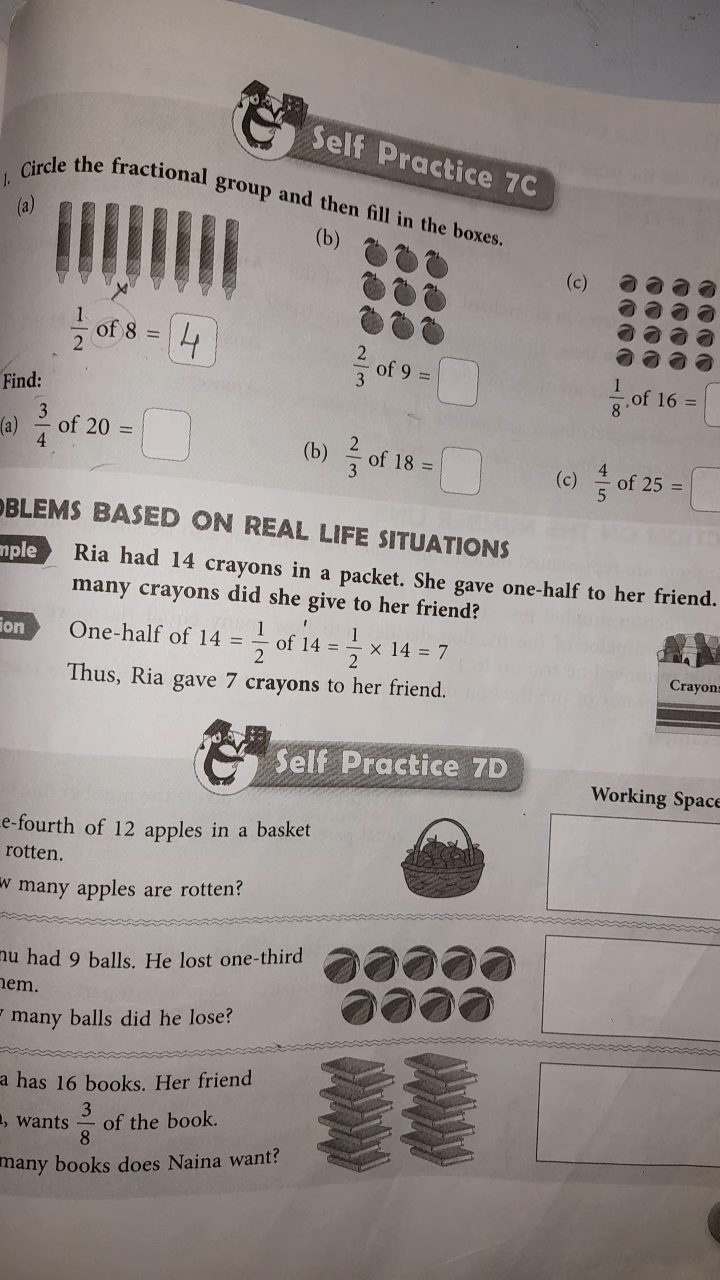 Self Practice 7C
1. Circle the fractional group and then fill in the boxes.
(a) (b) (c)
1/2 of 8 = 4
2/3 of 9 =
1/8 of 16 =
Find:
(a) 3/4 of 20 =
(b) 2/3 of 18 =
(c) 4/5 of 25 =
OBLEMS BASED ON REAL LIFE SITUATIONS
mple Ria had 14 crayons in a packet. She gave one-half to her friend.
many crayons did she give to her friend?
ion One-half of 14 = 1/2 of 14 = 1/2 × 14 = 7
Thus, Ria gave 7 crayons to her friend.
Crayons
Self Practice 7D
Working Space
e-fourth of 12 apples in a basket
rotten.
w many apples are rotten?
nu had 9 balls. He lost one-third
hem.
many balls did he lose?
a has 16 books. Her friend
, wants 3/8 of the book.
many books does Naina want?